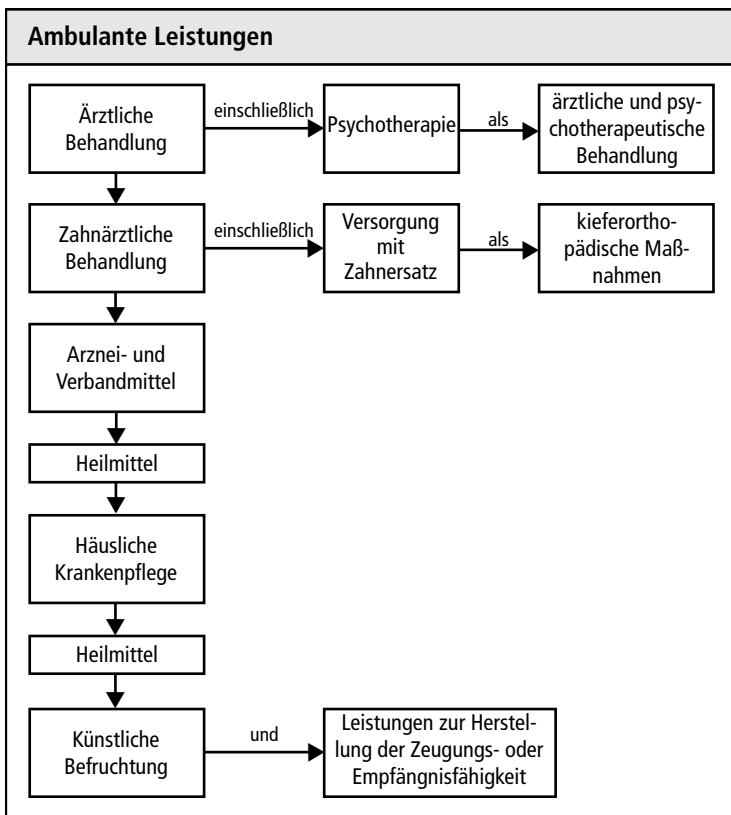 Ambulante Leistungen
Ärztliche
Behandlung
einschließlich
Psychotherapie
als
ärztliche und psy-
chotherapeutische
Behandlung
Zahnärztliche
Behandlung
einschließlich
Versorgung
mit
Zahnersatz
als
kieferortho-
pädische Maß-
nahmen
Arznei- und
Verbandmittel
Heilmittel
Häusliche
Krankenpflege
Heilmittel
Künstliche
Befruchtung
und
Leistungen zur Herstel-
lung der Zeugungs- oder
Empfängnisfähigkeit